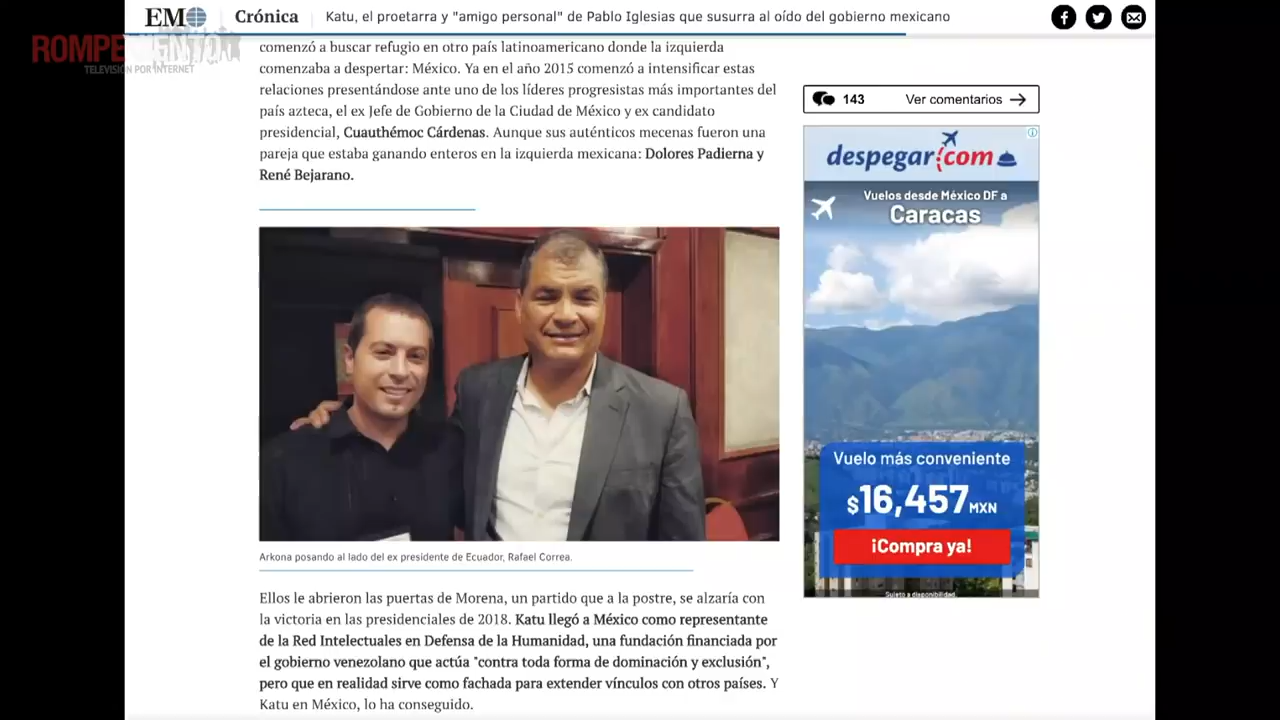 EM
Crónica
Katu, el proetarra y "amigo personal" de Pablo Iglesias que susurra al oído del gobierno mexicano
ROMPEVIENTO
TELEVISIÓN POR INTERNET
comenzó a buscar refugio en otro país latinoamericano donde la izquierda
comenzaba a despertar: México. Ya en el año 2015 comenzó a intensificar estas
relaciones presentándose ante uno de los líderes progresistas más importantes del
país azteca, el ex Jefe de Gobierno de la Ciudad de México y ex candidato
presidencial, Cuauhtémoc Cárdenas. Aunque sus auténticos mecenas fueron una
pareja que estaba ganando enteros en la izquierda mexicana: Dolores Padierna y
René Bejarano.
Arkona posando al lado del ex presidente de Ecuador, Rafael Correa.
Ellos le abrieron las puertas de Morena, un partido que a la postre, se alzaría con
la victoria en las presidenciales de 2018. Katu llegó a México como representante
de la Red Intelectuales en Defensa de la Humanidad, una fundación financiada por
el gobierno venezolano que actúa "contra toda forma de dominación y exclusión",
pero que en realidad sirve como fachada para extender vínculos con otros países. Y
Katu en México, lo ha conseguido.
143
Ver comentarios
despegar.com
Vuelos desde México DF a
Caracas
Vuelo más conveniente
$16,457 MXN
¡Compra ya!
Sujeto a disponibilidad.